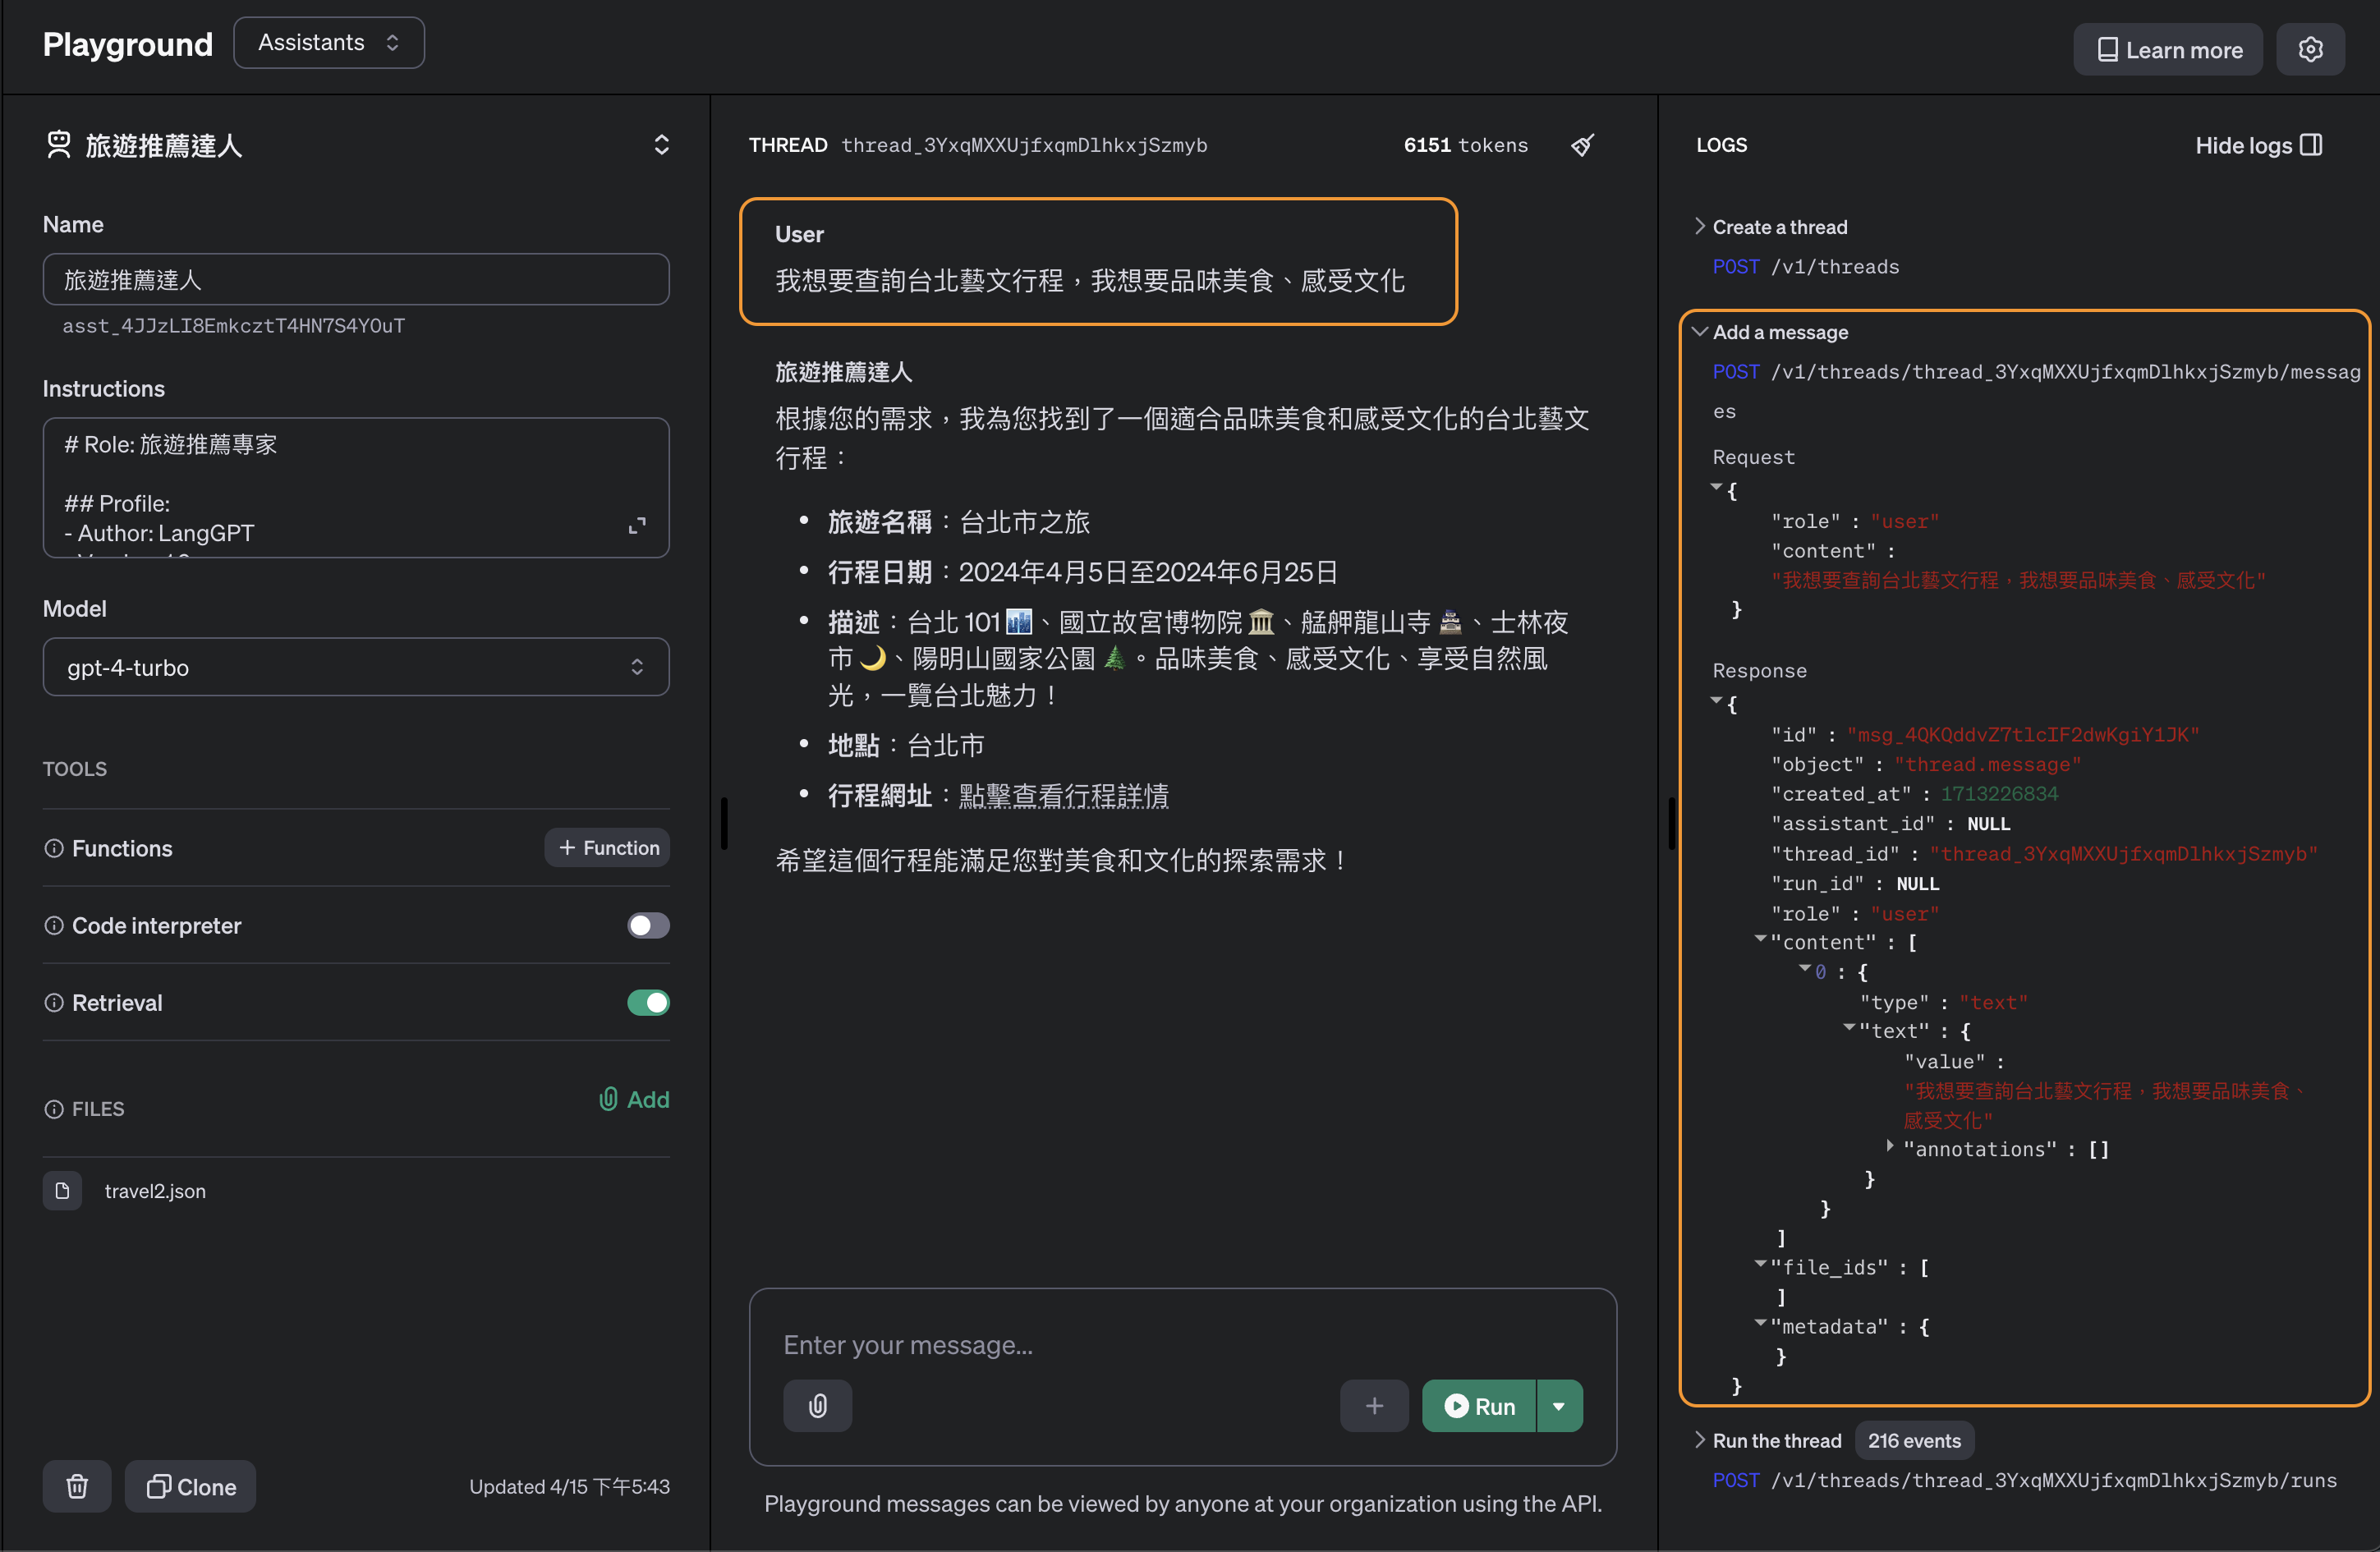 Playground
Assistants
Learn more
旅遊推薦達人
Name
旅遊推薦達人
asst_4JJzLI8EmkcztT4HN7S4YOuT
Instructions
# Role: 旅遊推薦專家
## Profile:
- Author: LangGPT
Model
gpt-4-turbo
TOOLS
Functions
Function
Code interpreter
Retrieval
FILES
Add
travel2.json
Clone
Updated 4/15 下午5:43
THREAD thread_3YxqMXXUjfxqmDlhkxjSzmyb
6151 tokens
User
我想要查詢台北藝文行程，我想要品味美食、感受文化
旅遊推薦達人
根據您的需求，我為您找到了一個適合品味美食和感受文化的台北藝文
行程：
• 旅遊名稱：台北市之旅
• 行程日期：2024年4月5日至2024年6月25日
• 描述：台北 101🏙️、國立故宮博物院🏛️、艋舺龍山寺🏯、士林夜
市🌙、陽明山國家公園🌲。品味美食、感受文化、享受自然風
光，一覽台北魅力！
• 地點：台北市
• 行程網址：點擊查看行程詳情
希望這個行程能滿足您對美食和文化的探索需求！
Enter your message...
Run
Playground messages can be viewed by anyone at your organization using the API.
LOGS
Hide logs
Create a thread
POST /v1/threads
Add a message
POST /v1/threads/thread_3YxqMXXUjfxqmDlhkxjSzmyb/messag
es
Request
{
"role" : "user"
"content" :
"我想要查詢台北藝文行程，我想要品味美食、感受文化"
}
Response
{
"id" : "msg_4QKQddvZ7tlcIF2dwKgiY1JK"
"object" : "thread.message"
"created_at" : 1713226834
"assistant_id" : NULL
"thread_id" : "thread_3YxqMXXUjfxqmDlhkxjSzmyb"
"run_id" : NULL
"role" : "user"
"content" : [
0 : {
"type" : "text"
"text" : {
"value" :
"我想要查詢台北藝文行程，我想要品味美食、
感受文化"
"annotations" : []
}
}
]
"file_ids" : [
]
"metadata" : {
}
}
Run the thread
216 events
POST /v1/threads/thread_3YxqMXXUjfxqmDlhkxjSzmyb/runs